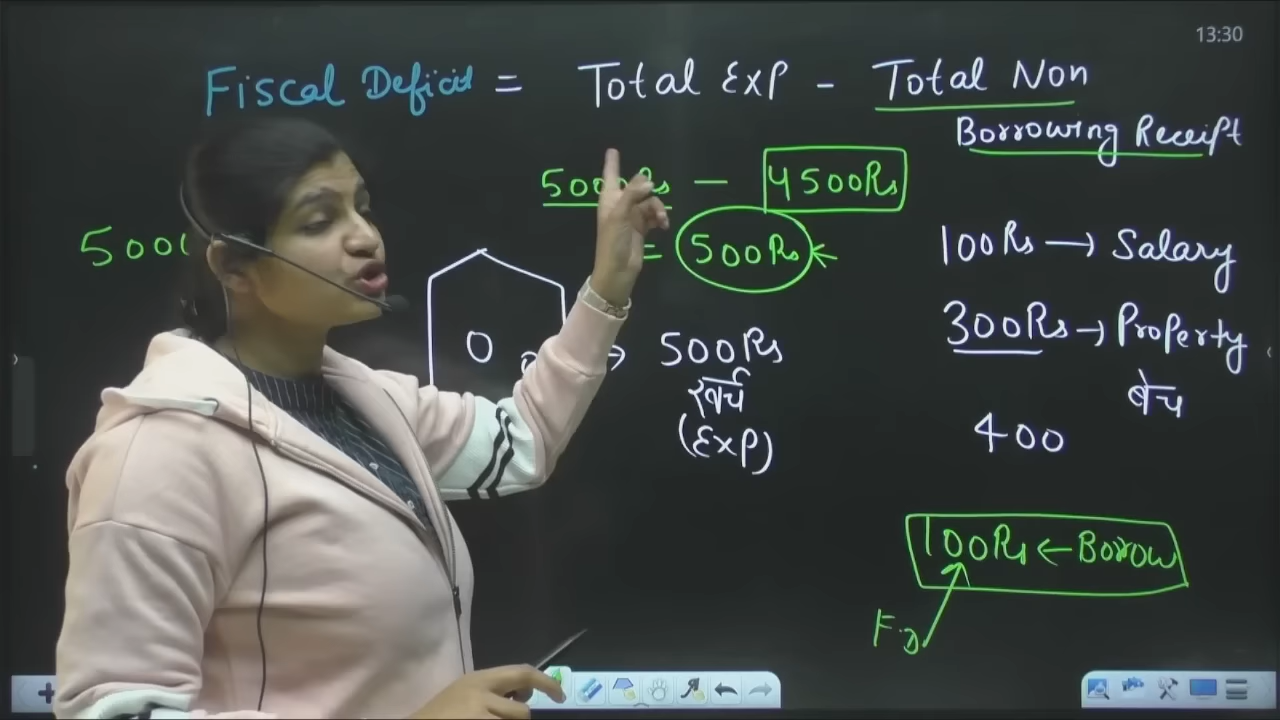 13:30
Fiscal Deficit = Total Exp - Total Non
Borrowing Receipt
5000Rs - 4500Rs
= 500Rs ←
100Rs → Salary
300Rs → Property
बेच
400
→ 500Rs
खर्च
(Exp)
100Rs ← Borrow
F.D